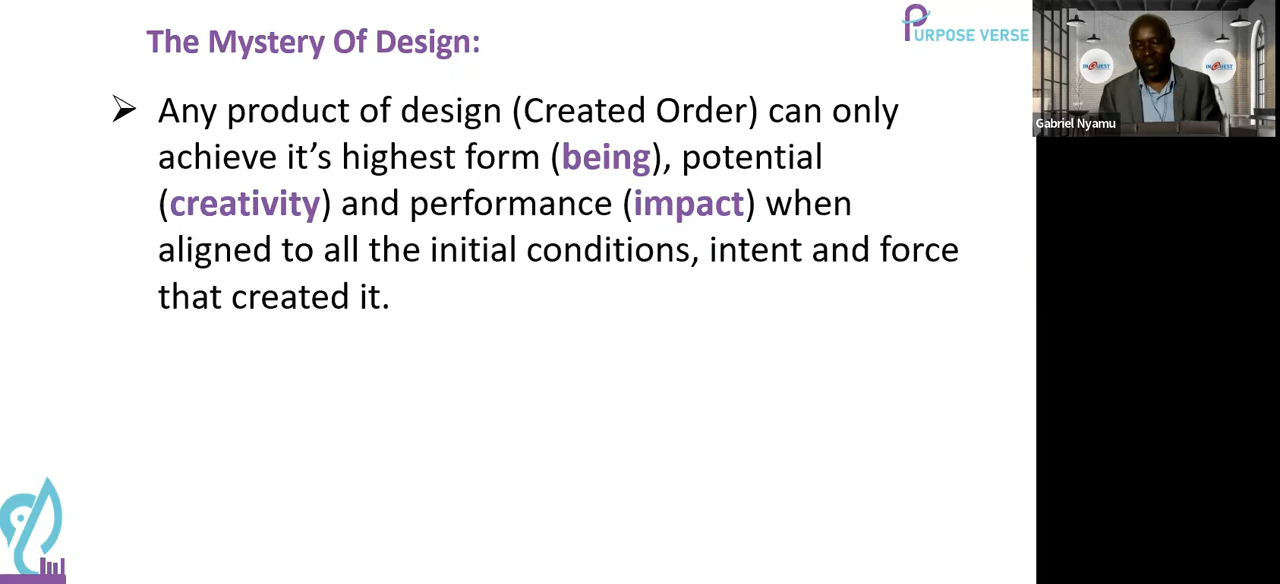 The Mystery Of Design:
PURPOSE VERSE
➢ Any product of design (Created Order) can only
achieve it’s highest form (being), potential
(creativity) and performance (impact) when
aligned to all the initial conditions, intent and force
that created it.
INQUEST
INQUEST
Gabriel Nyamu